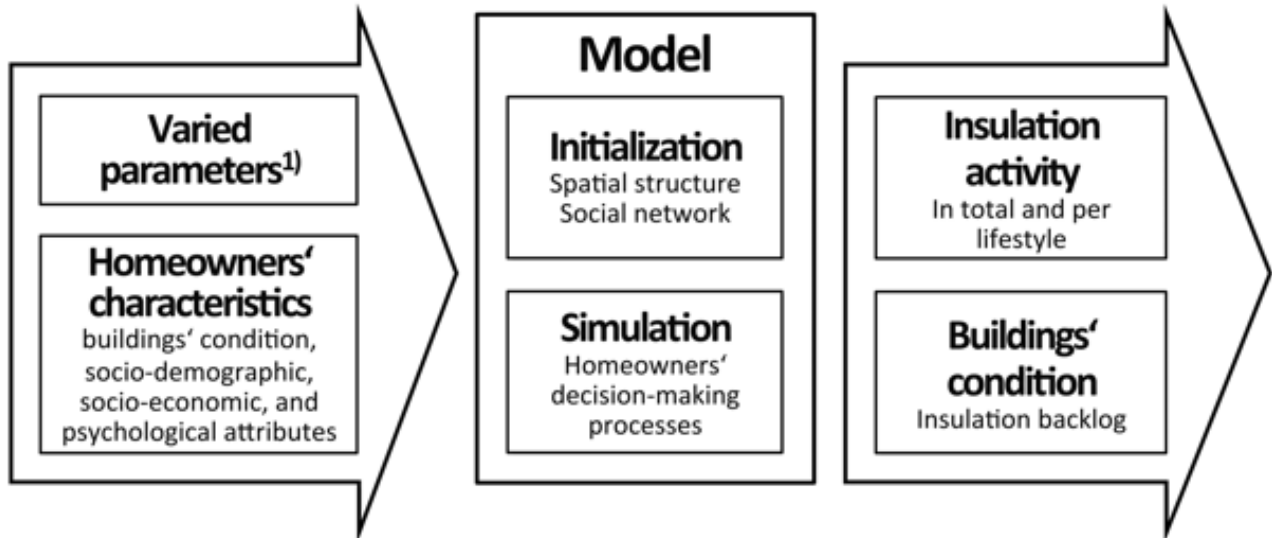 Varied
parameters1)
Homeowners‘
characteristics
buildings‘ condition,
socio-demographic,
socio-economic, and
psychological attributes
Model
Initialization
Spatial structure
Social network
Simulation
Homeowners‘
decision-making
processes
Insulation
activity
In total and per
lifestyle
Buildings‘
condition
Insulation backlog